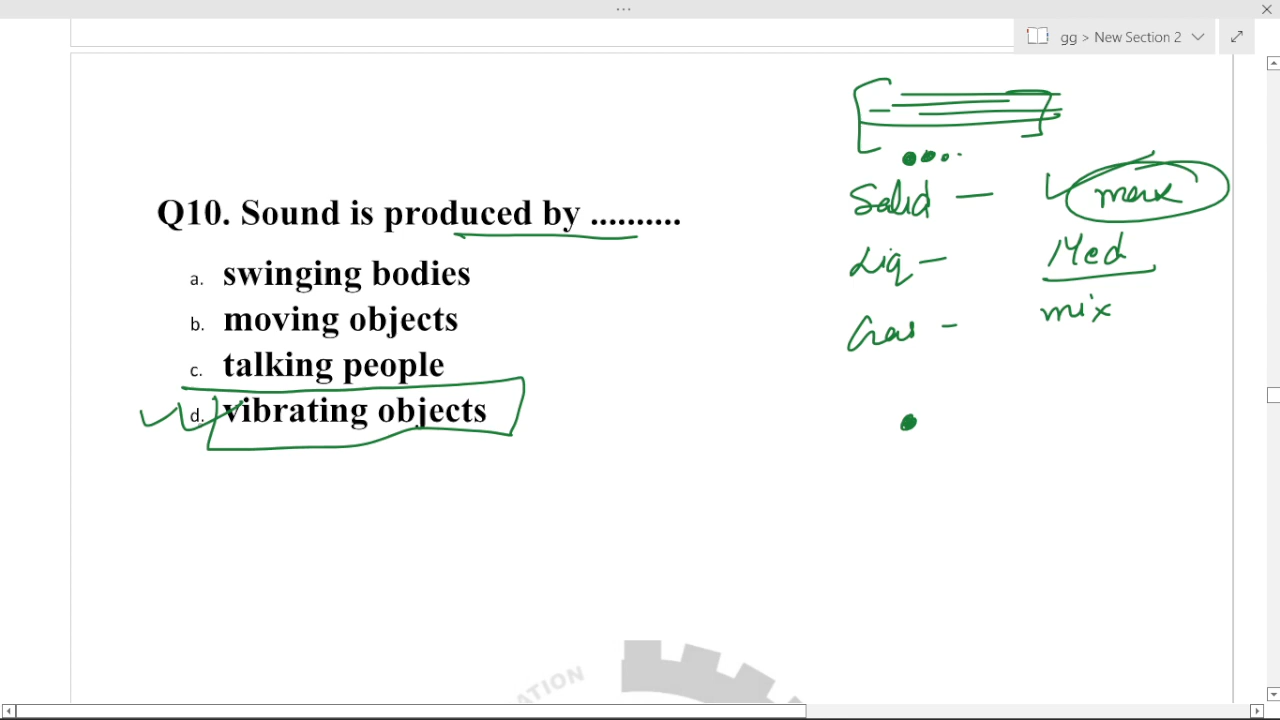 gg > New Section 2
Q10. Sound is produced by ..........
a. swinging bodies
b. moving objects
c. talking people
d. vibrating objects
Solid -
Liq -
Med
Gas -
mix
ATION